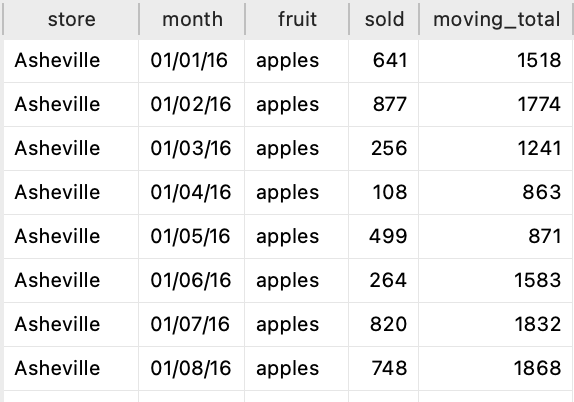 store month fruit sold moving_total
Asheville 01/01/16 apples 641 1518
Asheville 01/02/16 apples 877 1774
Asheville 01/03/16 apples 256 1241
Asheville 01/04/16 apples 108 863
Asheville 01/05/16 apples 499 871
Asheville 01/06/16 apples 264 1583
Asheville 01/07/16 apples 820 1832
Asheville 01/08/16 apples 748 1868